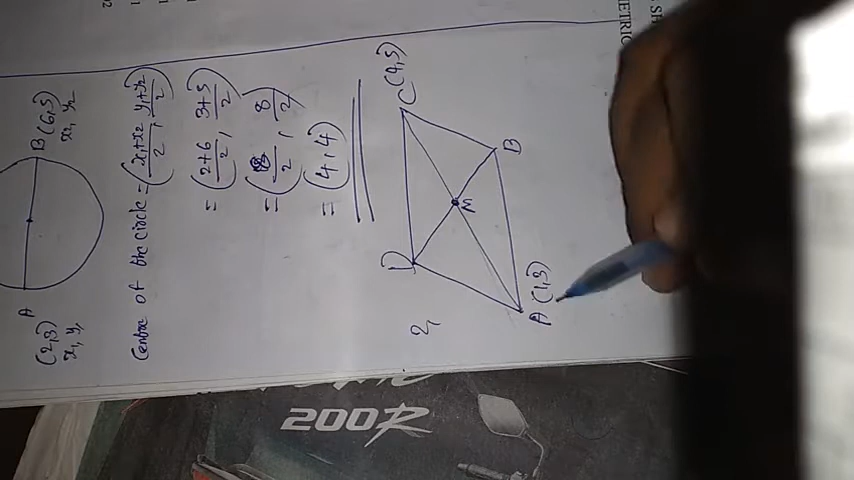 A
(2,3)
x₁ y₁
B (6,5)
x₂ y₂
Centre of the circle = (x₁+x₂/2, y₁+y₂/2)
= (2+6/2, 3+5/2)
= (8/2, 8/2)
= (4,4)
2,
D
C (4,5)
M
A (1,3)
B
200R